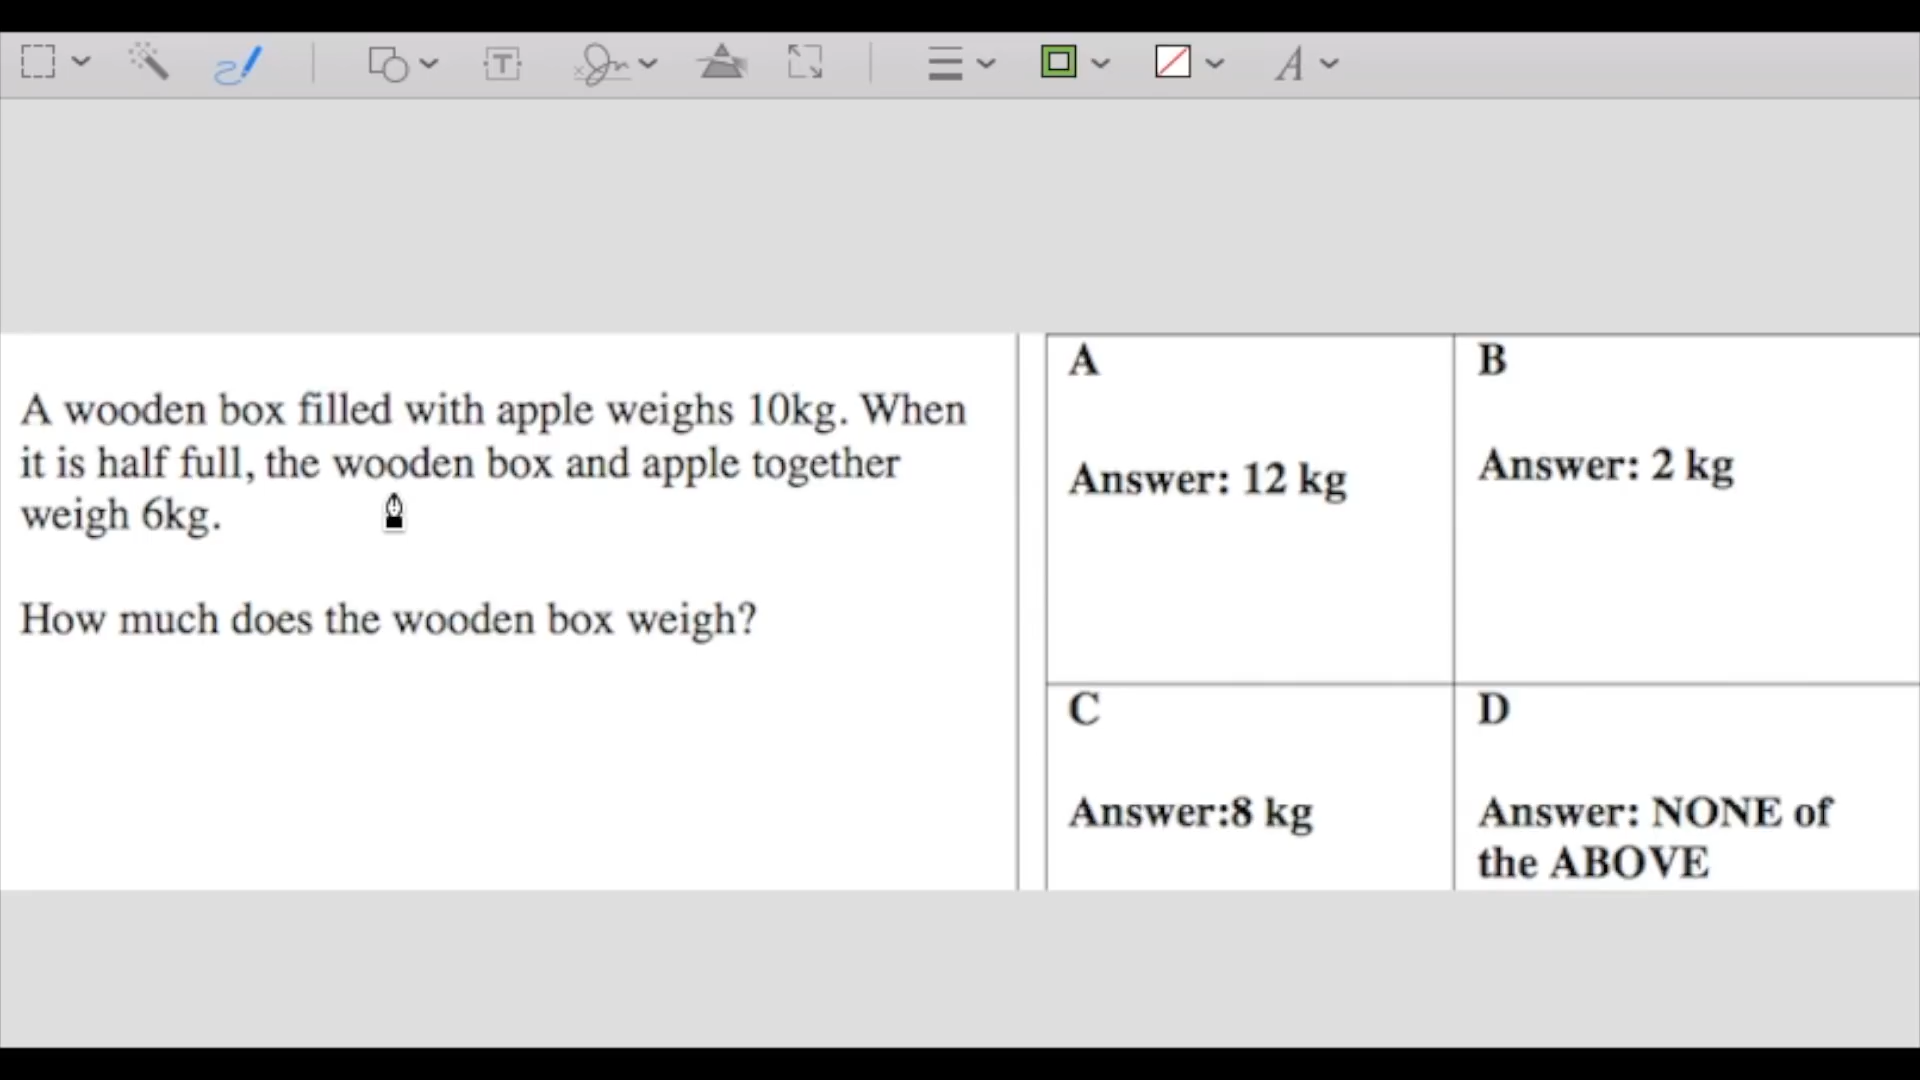 A wooden box filled with apple weighs 10kg. When
it is half full, the wooden box and apple together
weigh 6kg.
How much does the wooden box weigh?
A
Answer: 12 kg
B
Answer: 2 kg
C
Answer:8 kg
D
Answer: NONE of
the ABOVE